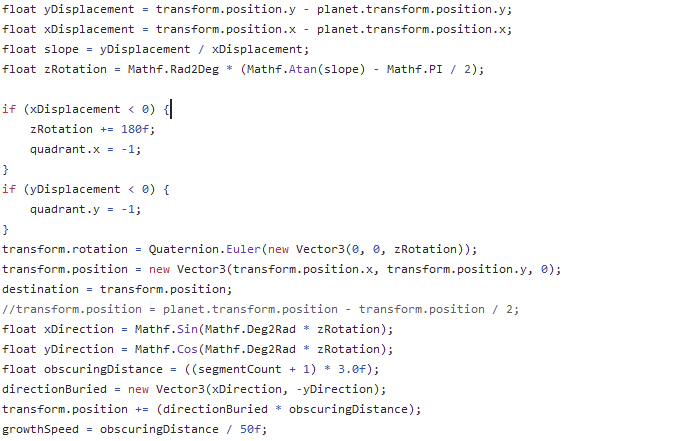 float yDisplacement = transform.position.y - planet.transform.position.y;
float xDisplacement = transform.position.x - planet.transform.position.x;
float slope = yDisplacement / xDisplacement;
float zRotation = Mathf.Rad2Deg * (Mathf.Atan(slope) - Mathf.PI / 2);

if (xDisplacement < 0) {
    zRotation += 180f;
    quadrant.x = -1;
}
if (yDisplacement < 0) {
    quadrant.y = -1;
}
transform.rotation = Quaternion.Euler(new Vector3(0, 0, zRotation));
transform.position = new Vector3(transform.position.x, transform.position.y, 0);
destination = transform.position;
//transform.position = planet.transform.position - transform.position / 2;
float xDirection = Mathf.Sin(Mathf.Deg2Rad * zRotation);
float yDirection = Mathf.Cos(Mathf.Deg2Rad * zRotation);
float obscuringDistance = ((segmentCount + 1) * 3.0f);
directionBuried = new Vector3(xDirection, -yDirection);
transform.position += (directionBuried * obscuringDistance);
growthSpeed = obscuringDistance / 50f;